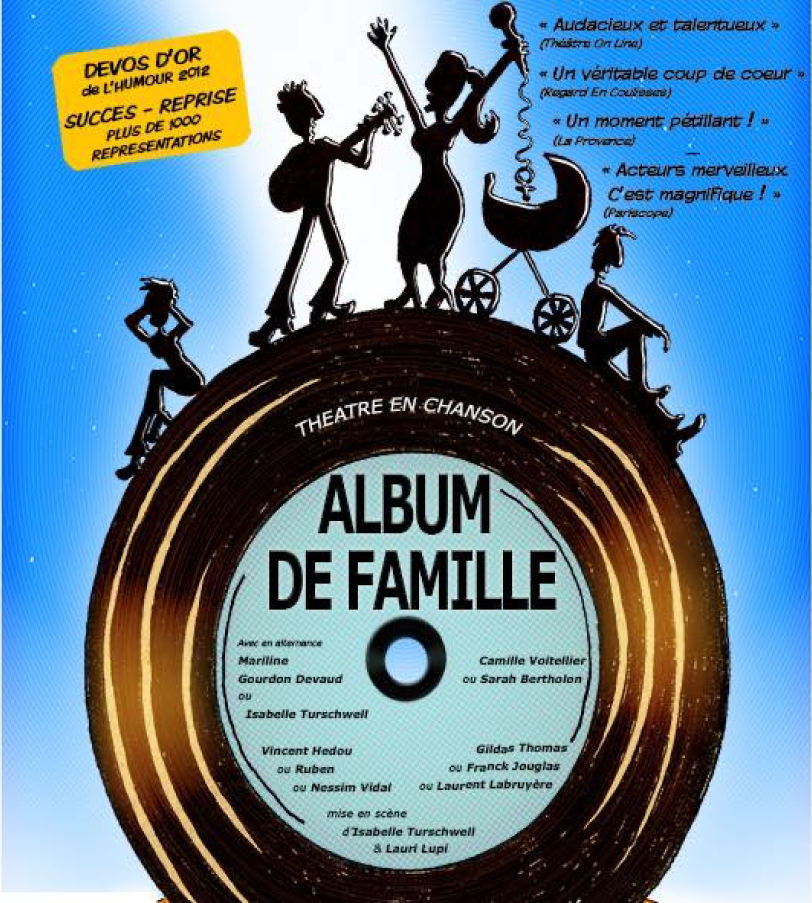 DEVOS D'OR
de L'HUMOUR 2012
SUCCES - REPRISE
PLUS DE 1000
REPRESENTATIONS
« Audacieux et talentueux »
(Théâtre On Line)
« Un véritable coup de coeur »
(Regard En Coulisses)
« Un moment pétillant ! »
(La Provence)
« Acteurs merveilleux.
C'est magnifique ! »
(Pariscope)
THEATRE EN CHANSON
ALBUM
DE FAMILLE
Avec en alternance
Mariline
Gourdon Devaud
ou
Isabelle Turschwell
Camille Voitellier
ou Sarah Bertholon
Vincent Hedou
ou Ruben
ou Nessim Vidal
Gildas Thomas
ou Franck Jouglas
ou Laurent Labruyère
mise en scène
d'Isabelle Turschwell
& Lauri Lupi